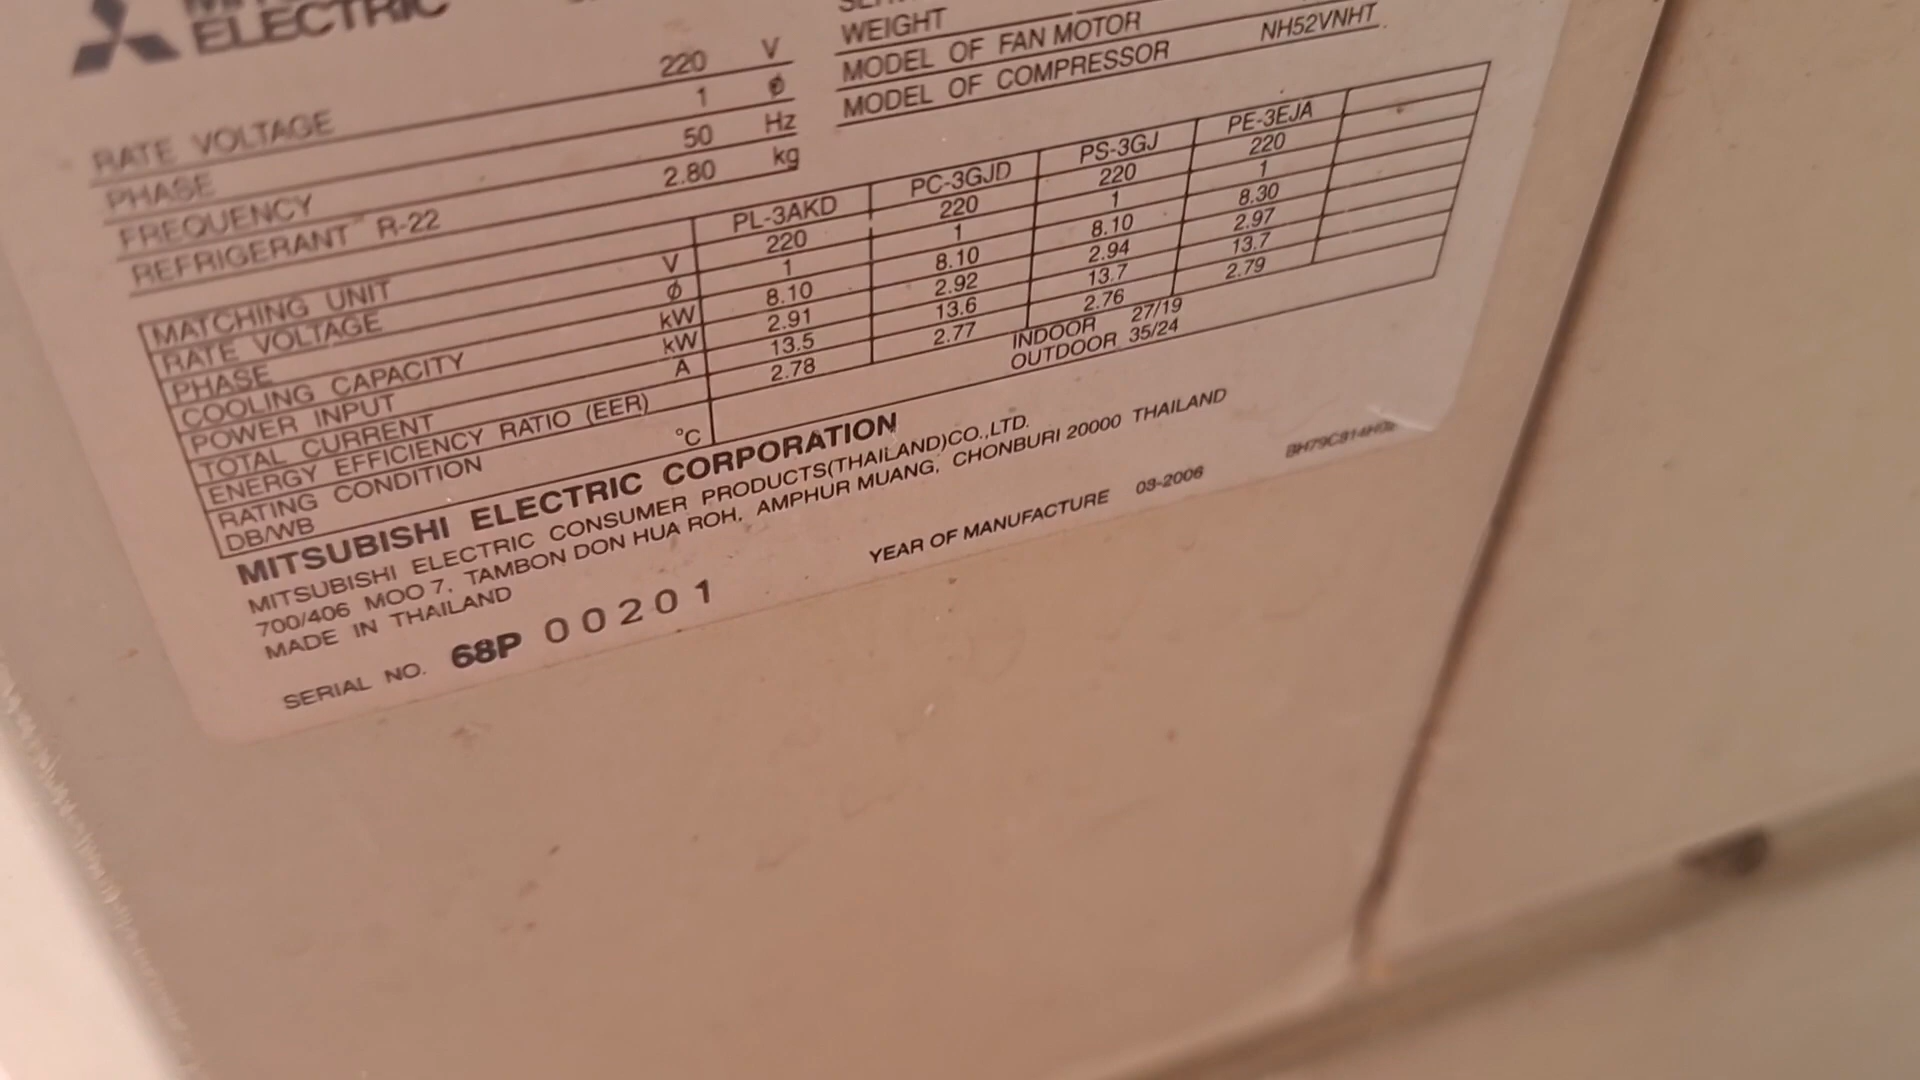 ELECTRIC
RATE VOLTAGE 220 V
PHASE 1 ø
FREQUENCY 50 Hz
REFRIGERANT R-22 2.80 kg
WEIGHT
MODEL OF FAN MOTOR
MODEL OF COMPRESSOR NH52VNHT
MATCHING UNIT PL-3AKD PC-3GJD PS-3GJ PE-3EJA
RATE VOLTAGE V 220 220 220 220
PHASE ø 1 1 1 1
COOLING CAPACITY kW 8.10 8.10 8.10 8.30
POWER INPUT kW 2.91 2.92 2.94 2.97
TOTAL CURRENT A 13.5 13.6 13.7 13.7
ENERGY EFFICIENCY RATIO (EER) 2.78 2.77 2.76 2.79
RATING CONDITION °C INDOOR 27/19
DB/WB OUTDOOR 35/24
MITSUBISHI ELECTRIC CORPORATION
MITSUBISHI ELECTRIC CONSUMER PRODUCTS(THAILAND)CO.,LTD.
700/406 MOO 7, TAMBON DON HUA ROH, AMPHUR MUANG, CHONBURI 20000 THAILAND
MADE IN THAILAND
YEAR OF MANUFACTURE 03-2006
SERIAL NO. 68P 00201